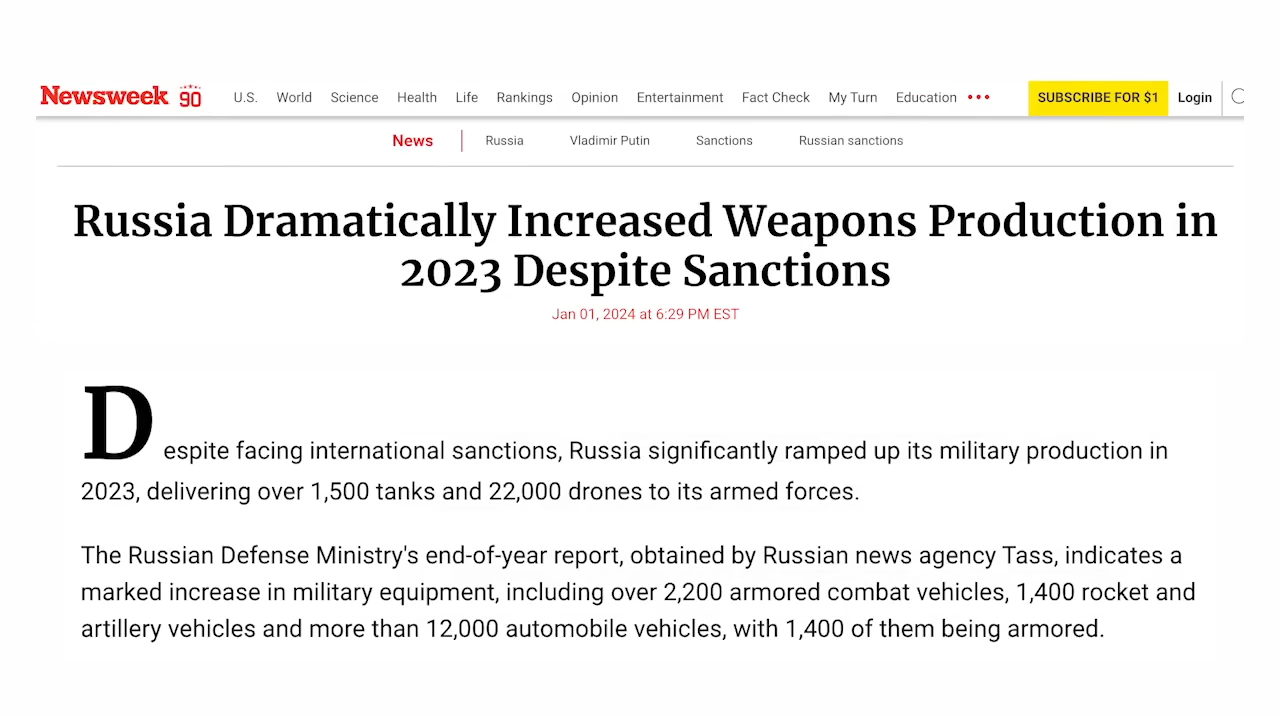 Newsweek 90 U.S. World Science Health Life Rankings Opinion Entertainment Fact Check My Turn Education ••• SUBSCRIBE FOR $1 Login
News Russia Vladimir Putin Sanctions Russian sanctions
Russia Dramatically Increased Weapons Production in
2023 Despite Sanctions
Jan 01, 2024 at 6:29 PM EST
Despite facing international sanctions, Russia significantly ramped up its military production in
2023, delivering over 1,500 tanks and 22,000 drones to its armed forces.
The Russian Defense Ministry's end-of-year report, obtained by Russian news agency Tass, indicates a
marked increase in military equipment, including over 2,200 armored combat vehicles, 1,400 rocket and
artillery vehicles and more than 12,000 automobile vehicles, with 1,400 of them being armored.